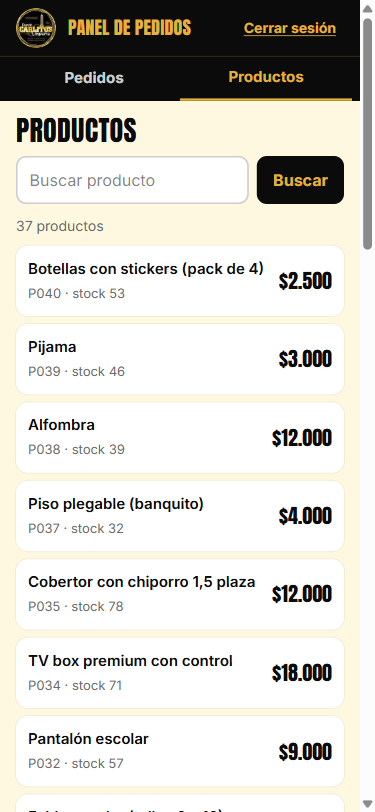 CARLITOS
PANEL DE PEDIDOS
Cerrar sesión
Pedidos
Productos
PRODUCTOS
Buscar producto
Buscar
37 productos
Botellas con stickers (pack de 4)
$2.500
P040 · stock 53
Pijama
$3.000
P039 · stock 46
Alfombra
$12.000
P038 · stock 39
Piso plegable (banquito)
$4.000
P037 · stock 32
Cobertor con chiporro 1,5 plaza
$12.000
P035 · stock 78
TV box premium con control
$18.000
P034 · stock 71
Pantalón escolar
$9.000
P032 · stock 57